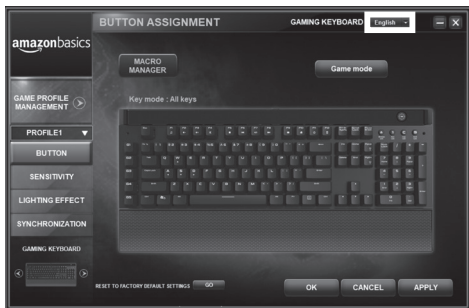 BUTTON ASSIGNMENT
GAMING KEYBOARD
English
amazonbasics
MACRO
MANAGER
Game mode
GAME PROFILE
MANAGEMENT
Key mode : All keys
PROFILE1
BUTTON
SENSITIVITY
LIGHTING EFFECT
SYNCHRONIZATION
GAMING KEYBOARD
RESET TO FACTORY DEFAULT SETTINGS
GO
OK
CANCEL
APPLY